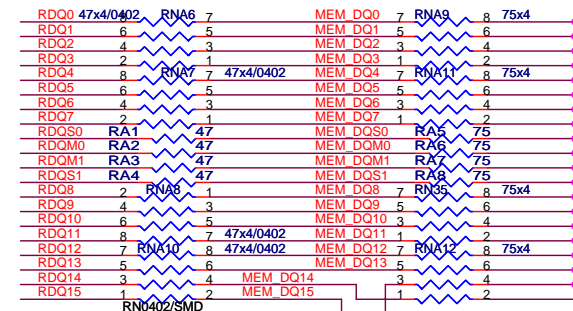 RDQ0 47x4/0402 8 RNA6 7 MEM_DQ0 7 RNA9 8 75x4
RDQ1 6 5 MEM_DQ1 5 6
RDQ2 4 3 MEM_DQ2 3 4
RDQ3 2 1 MEM_DQ3 1 2
RDQ4 8 RNA7 7 47x4/0402 MEM_DQ4 7 RNA11 8 75x4
RDQ5 6 5 MEM_DQ5 5 6
RDQ6 4 3 MEM_DQ6 3 4
RDQ7 2 1 MEM_DQ7 1 2
RDQS0 RA1 47 MEM_DQS0 RA5 75
RDQM0 RA2 47 MEM_DQM0 RA6 75
RDQM1 RA3 47 MEM_DQM1 RA7 75
RDQS1 RA4 47 MEM_DQS1 RA8 75
RDQ8 2 RNA8 1 MEM_DQ8 7 RN35 8 75x4
RDQ9 4 3 MEM_DQ9 5 6
RDQ10 6 5 MEM_DQ10 3 4
RDQ11 8 7 47x4/0402 MEM_DQ11 1 2
RDQ12 7 RNA10 8 47x4/0402 MEM_DQ12 7 RNA12 8 75x4
RDQ13 5 6 MEM_DQ13 5 6
RDQ14 3 4 MEM_DQ14 3 4
RDQ15 1 2 MEM_DQ15 1 2
RN0402/SMD